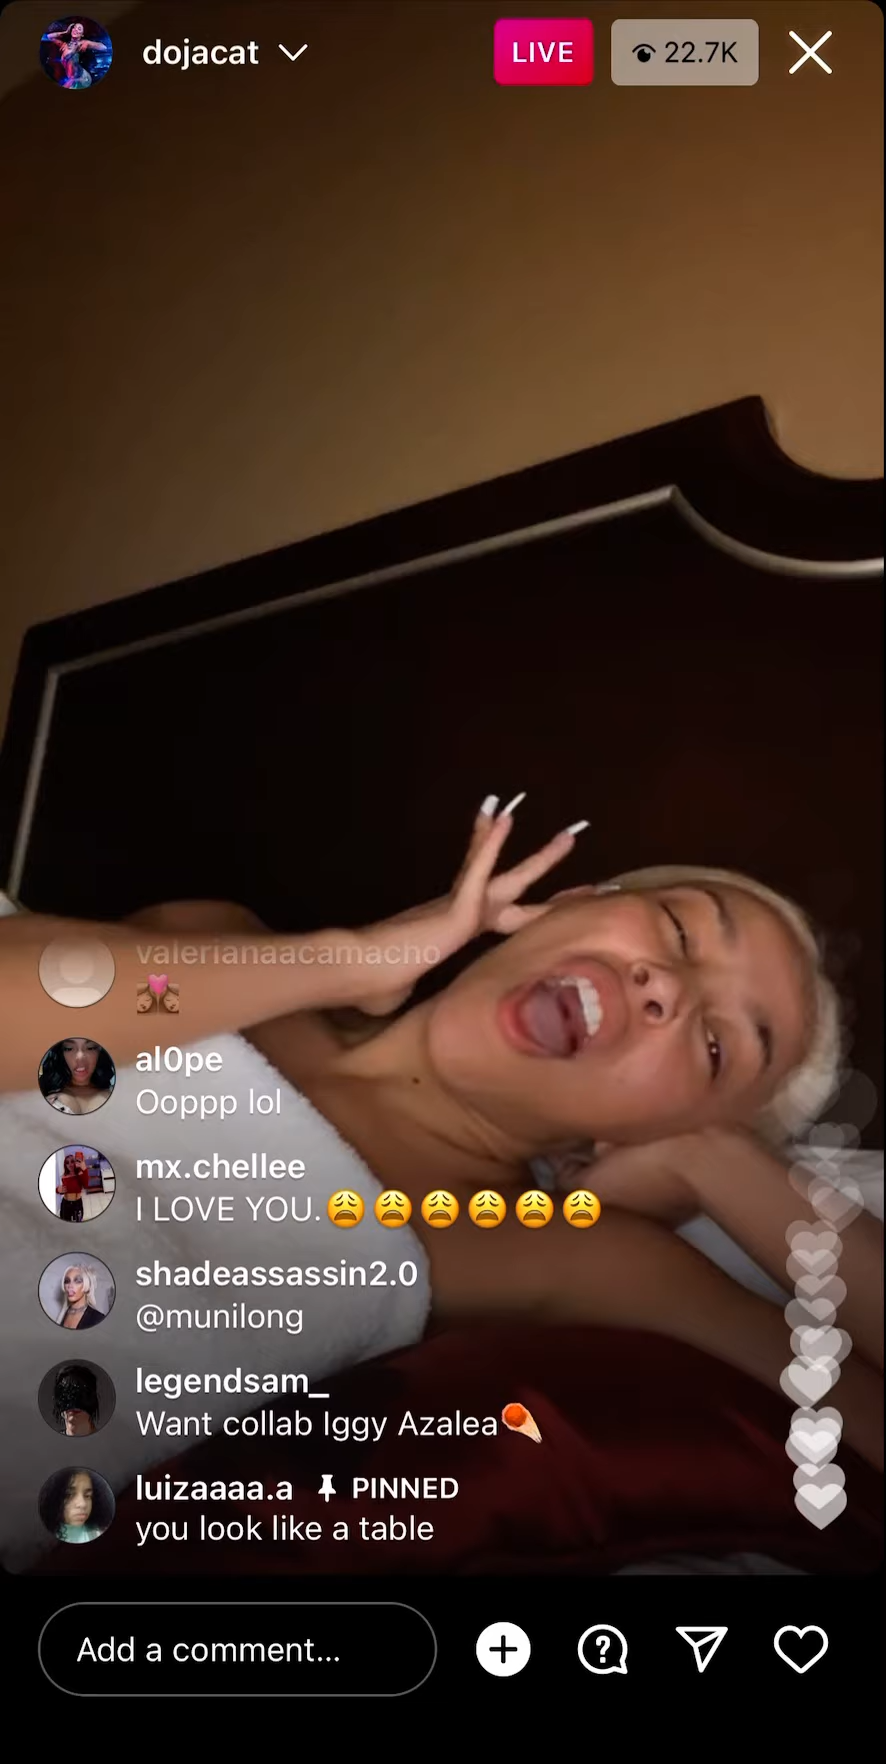 dojacat
LIVE
22.7K
valerianaacamacho
al0pe
Ooppp lol
mx.chellee
I LOVE YOU.😩😩😩😩😩😩
shadeassassin2.0
@munilong
legendsam_
Want collab Iggy Azalea☄️
luizaaaa.a PINNED
you look like a table
Add a comment...